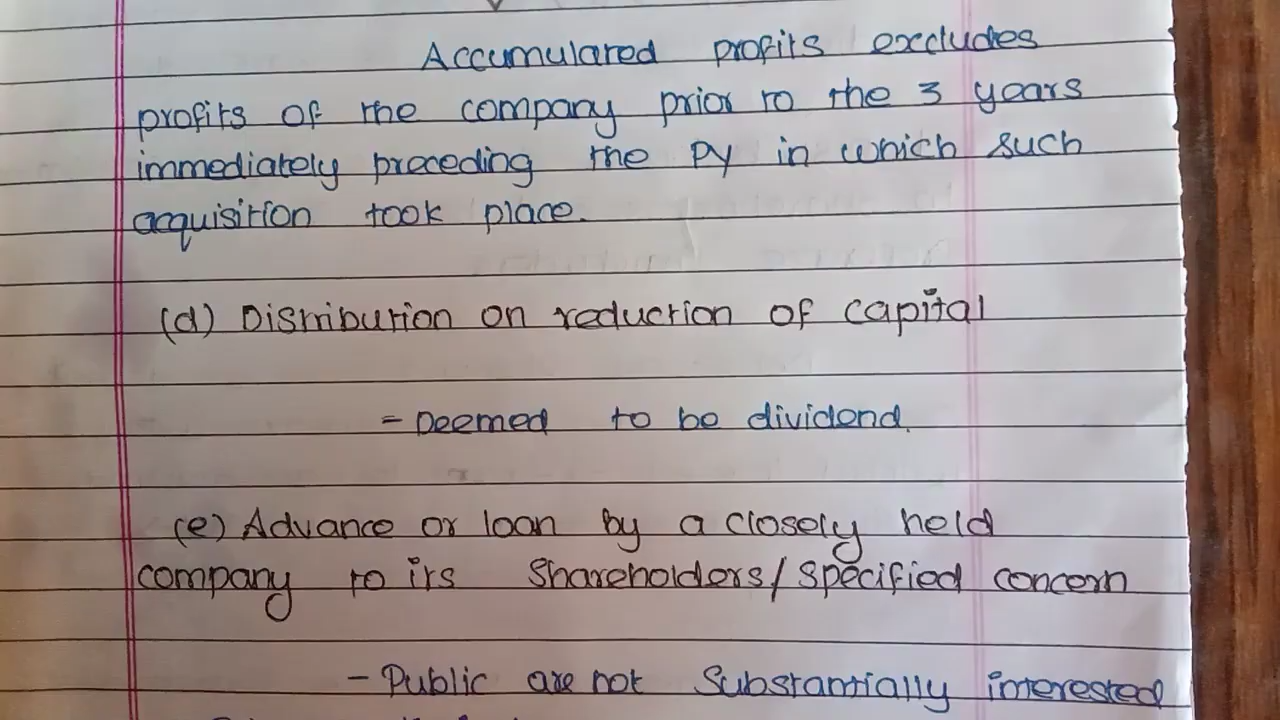 Accumulated profits excludes
profits of the company prior to the 3 years
immediately preceding the PY in which such
acquisition took place.
(d) Distribution on reduction of capital
- Deemed to be dividend.
(e) Advance or loan by a closely held
company to its Shareholders/Specified concern
- Public are not Substantially interested